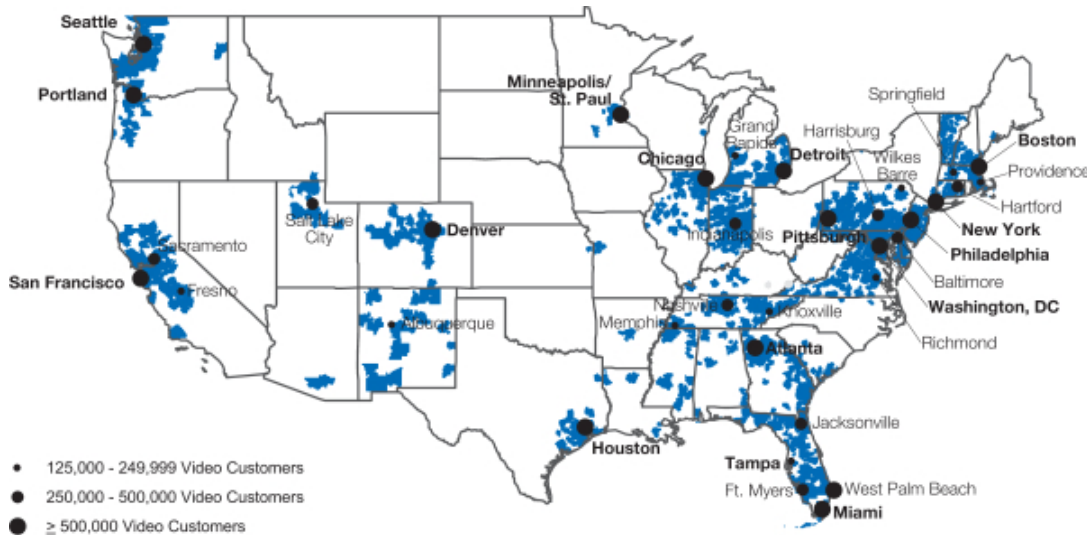 Seattle
Portland
Minneapolis/
St. Paul
Springfield
Grand
Rapids
Harrisburg
Boston
Chicago
Detroit
Wilkes
Barre
Providence
Hartford
Salt Lake
City
Denver
Indianapolis
Pittsburgh
New York
Philadelphia
Sacramento
Baltimore
San Francisco
Fresno
Washington, DC
Nashville
Knoxville
Albuquerque
Memphis
Richmond
Atlanta
Jacksonville
Houston
Tampa
Ft. Myers
West Palm Beach
Miami
125,000 - 249,999 Video Customers
250,000 - 500,000 Video Customers
≥ 500,000 Video Customers